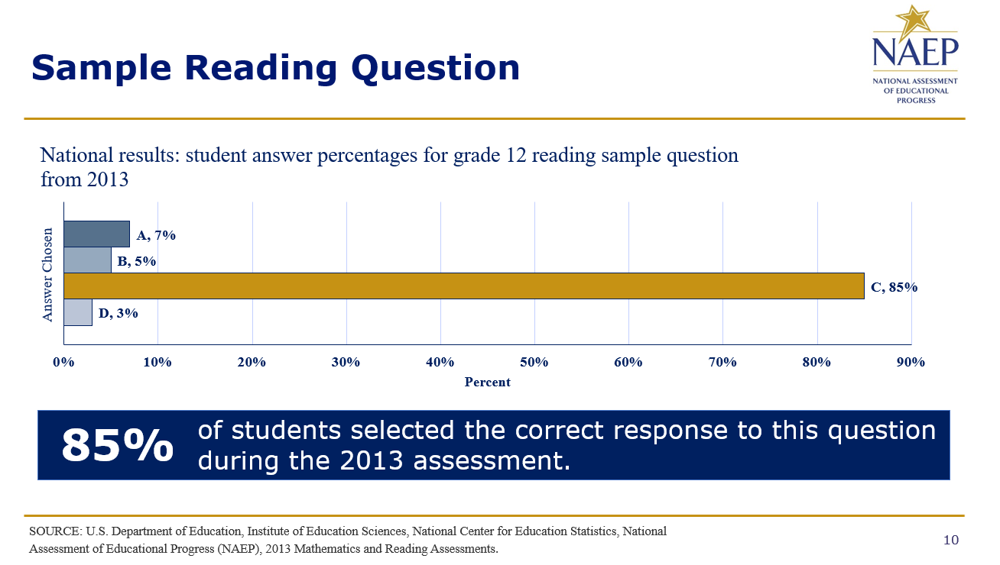 NAEP
NATIONAL ASSESSMENT
OF EDUCATIONAL
PROGRESS
Sample Reading Question
National results: student answer percentages for grade 12 reading sample question
from 2013
Answer Chosen
A, 7%
B, 5%
C, 85%
D, 3%
0% 10% 20% 30% 40% 50% 60% 70% 80% 90%
Percent
85%
of students selected the correct response to this question
during the 2013 assessment.
SOURCE: U.S. Department of Education, Institute of Education Sciences, National Center for Education Statistics, National
Assessment of Educational Progress (NAEP), 2013 Mathematics and Reading Assessments.
10